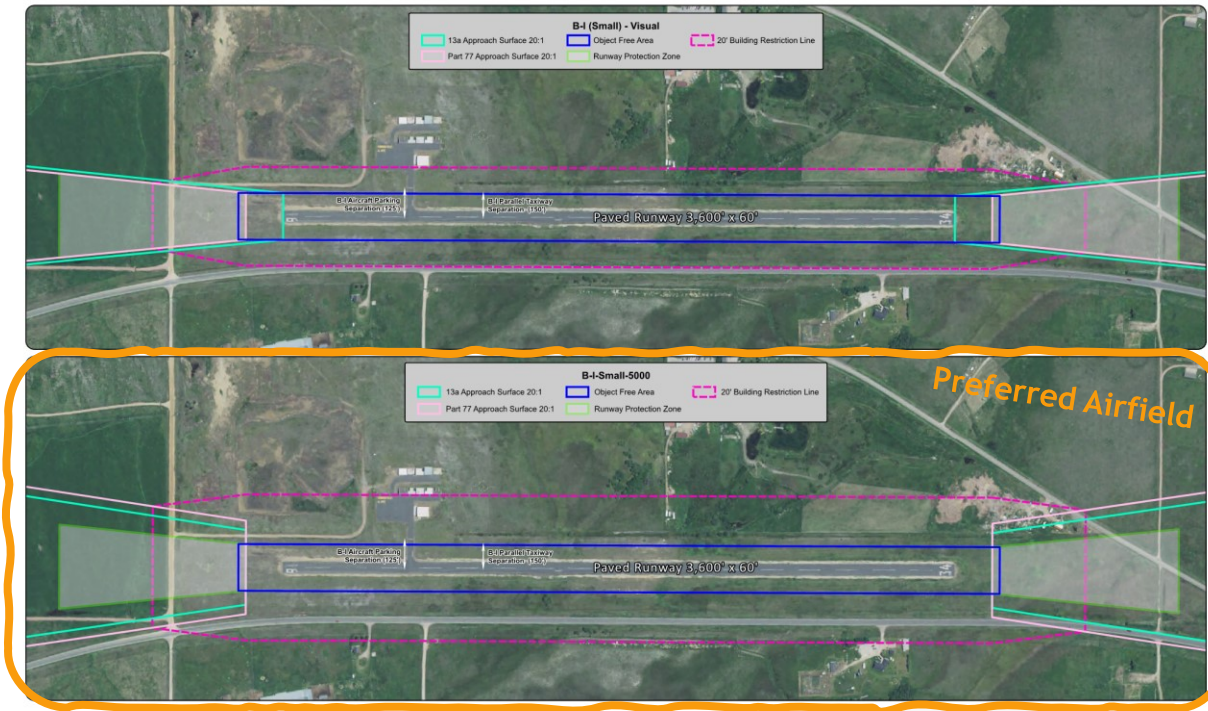 B-I (Small) - Visual
13a Approach Surface 20:1
Object Free Area
20' Building Restriction Line
Part 77 Approach Surface 20:1
Runway Protection Zone
B-I Aircraft Parking
Separation (125')
B-I Parallel Taxiway
Separation (150')
Paved Runway 3,600' x 60'
34
B-I-Small-5000
13a Approach Surface 20:1
Object Free Area
20' Building Restriction Line
Part 77 Approach Surface 20:1
Runway Protection Zone
Preferred Airfield
B-I Aircraft Parking
Separation (125')
B-I Parallel Taxiway
Separation (150')
Paved Runway 3,600' x 60'
34